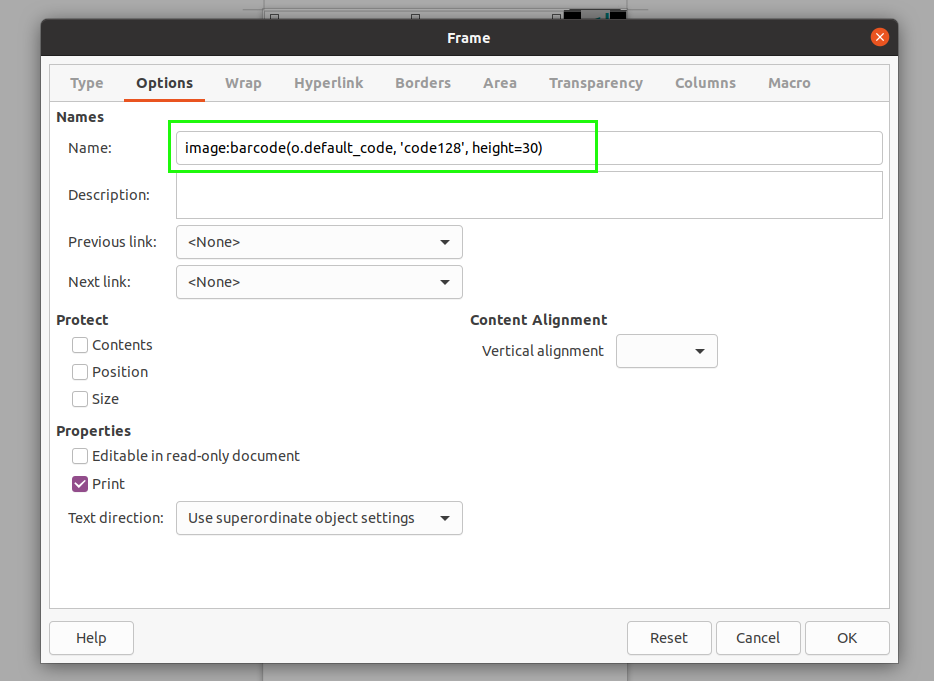 Frame
Type Options Wrap Hyperlink Borders Area Transparency Columns Macro
Names
Name: image:barcode(o.default_code, 'code128', height=30)
Description:
Previous link: <None>
Next link: <None>
Protect Content Alignment
Contents Vertical alignment
Position
Size
Properties
Editable in read-only document
Print
Text direction: Use superordinate object settings
Help Reset Cancel OK